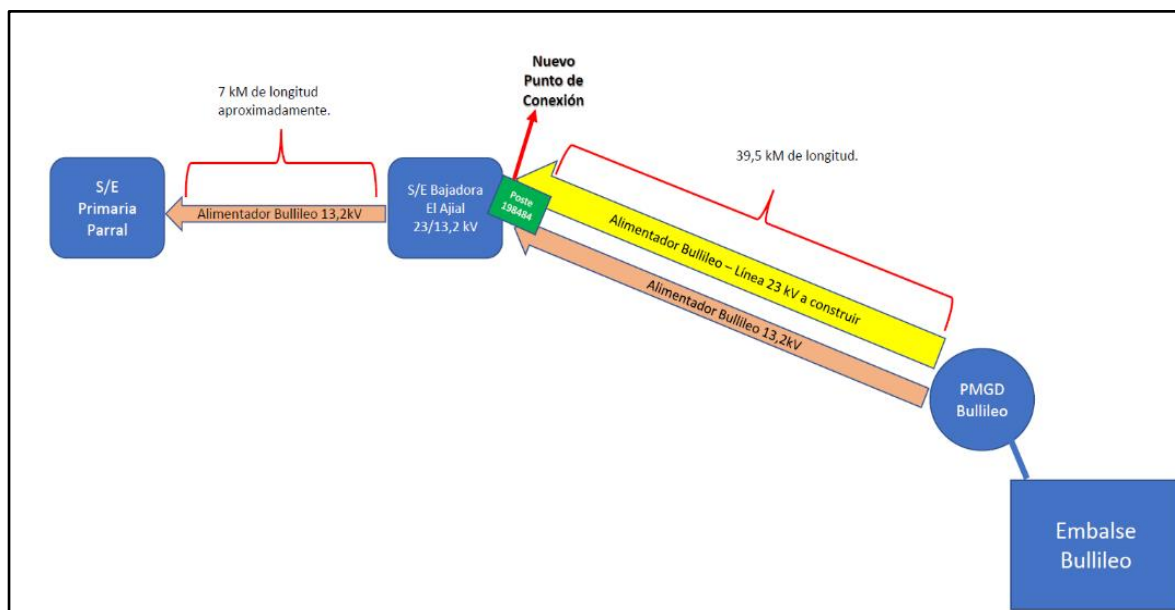 Nuevo
Punto de
Conexión
7 kM de longitud
aproximadamente.
39,5 kM de longitud.
S/E
Primaria
Parral
Alimentador Bullileo 13,2kV
S/E Bajadora
El Ajial
23/13,2 kV
Poste
198484
Alimentador Bullileo – Línea 23 kV a construir
Alimentador Bullileo 13,2kV
PMGD
Bullileo
Embalse
Bullileo